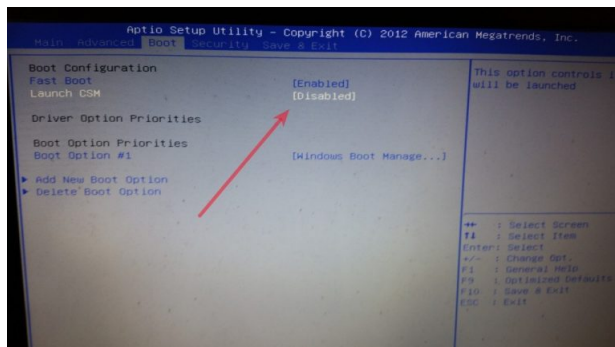 Aptio Setup Utility – Copyright (C) 2012 American Megatrends, Inc.
Main Advanced Boot Security Save & Exit
Boot Configuration
Fast Boot [Enabled]
Launch CSM [Disabled]
Driver Option Priorities
Boot Option Priorities
Boot Option #1 [Windows Boot Manage...]
Add New Boot Option
Delete Boot Option
This option controls
will be launched
: Select Screen
: Select Item
Enter: Select
+/- : Change Opt.
F1 : General Help
F9 : Optimized Defaults
F10 : Save & Exit
ESC : Exit